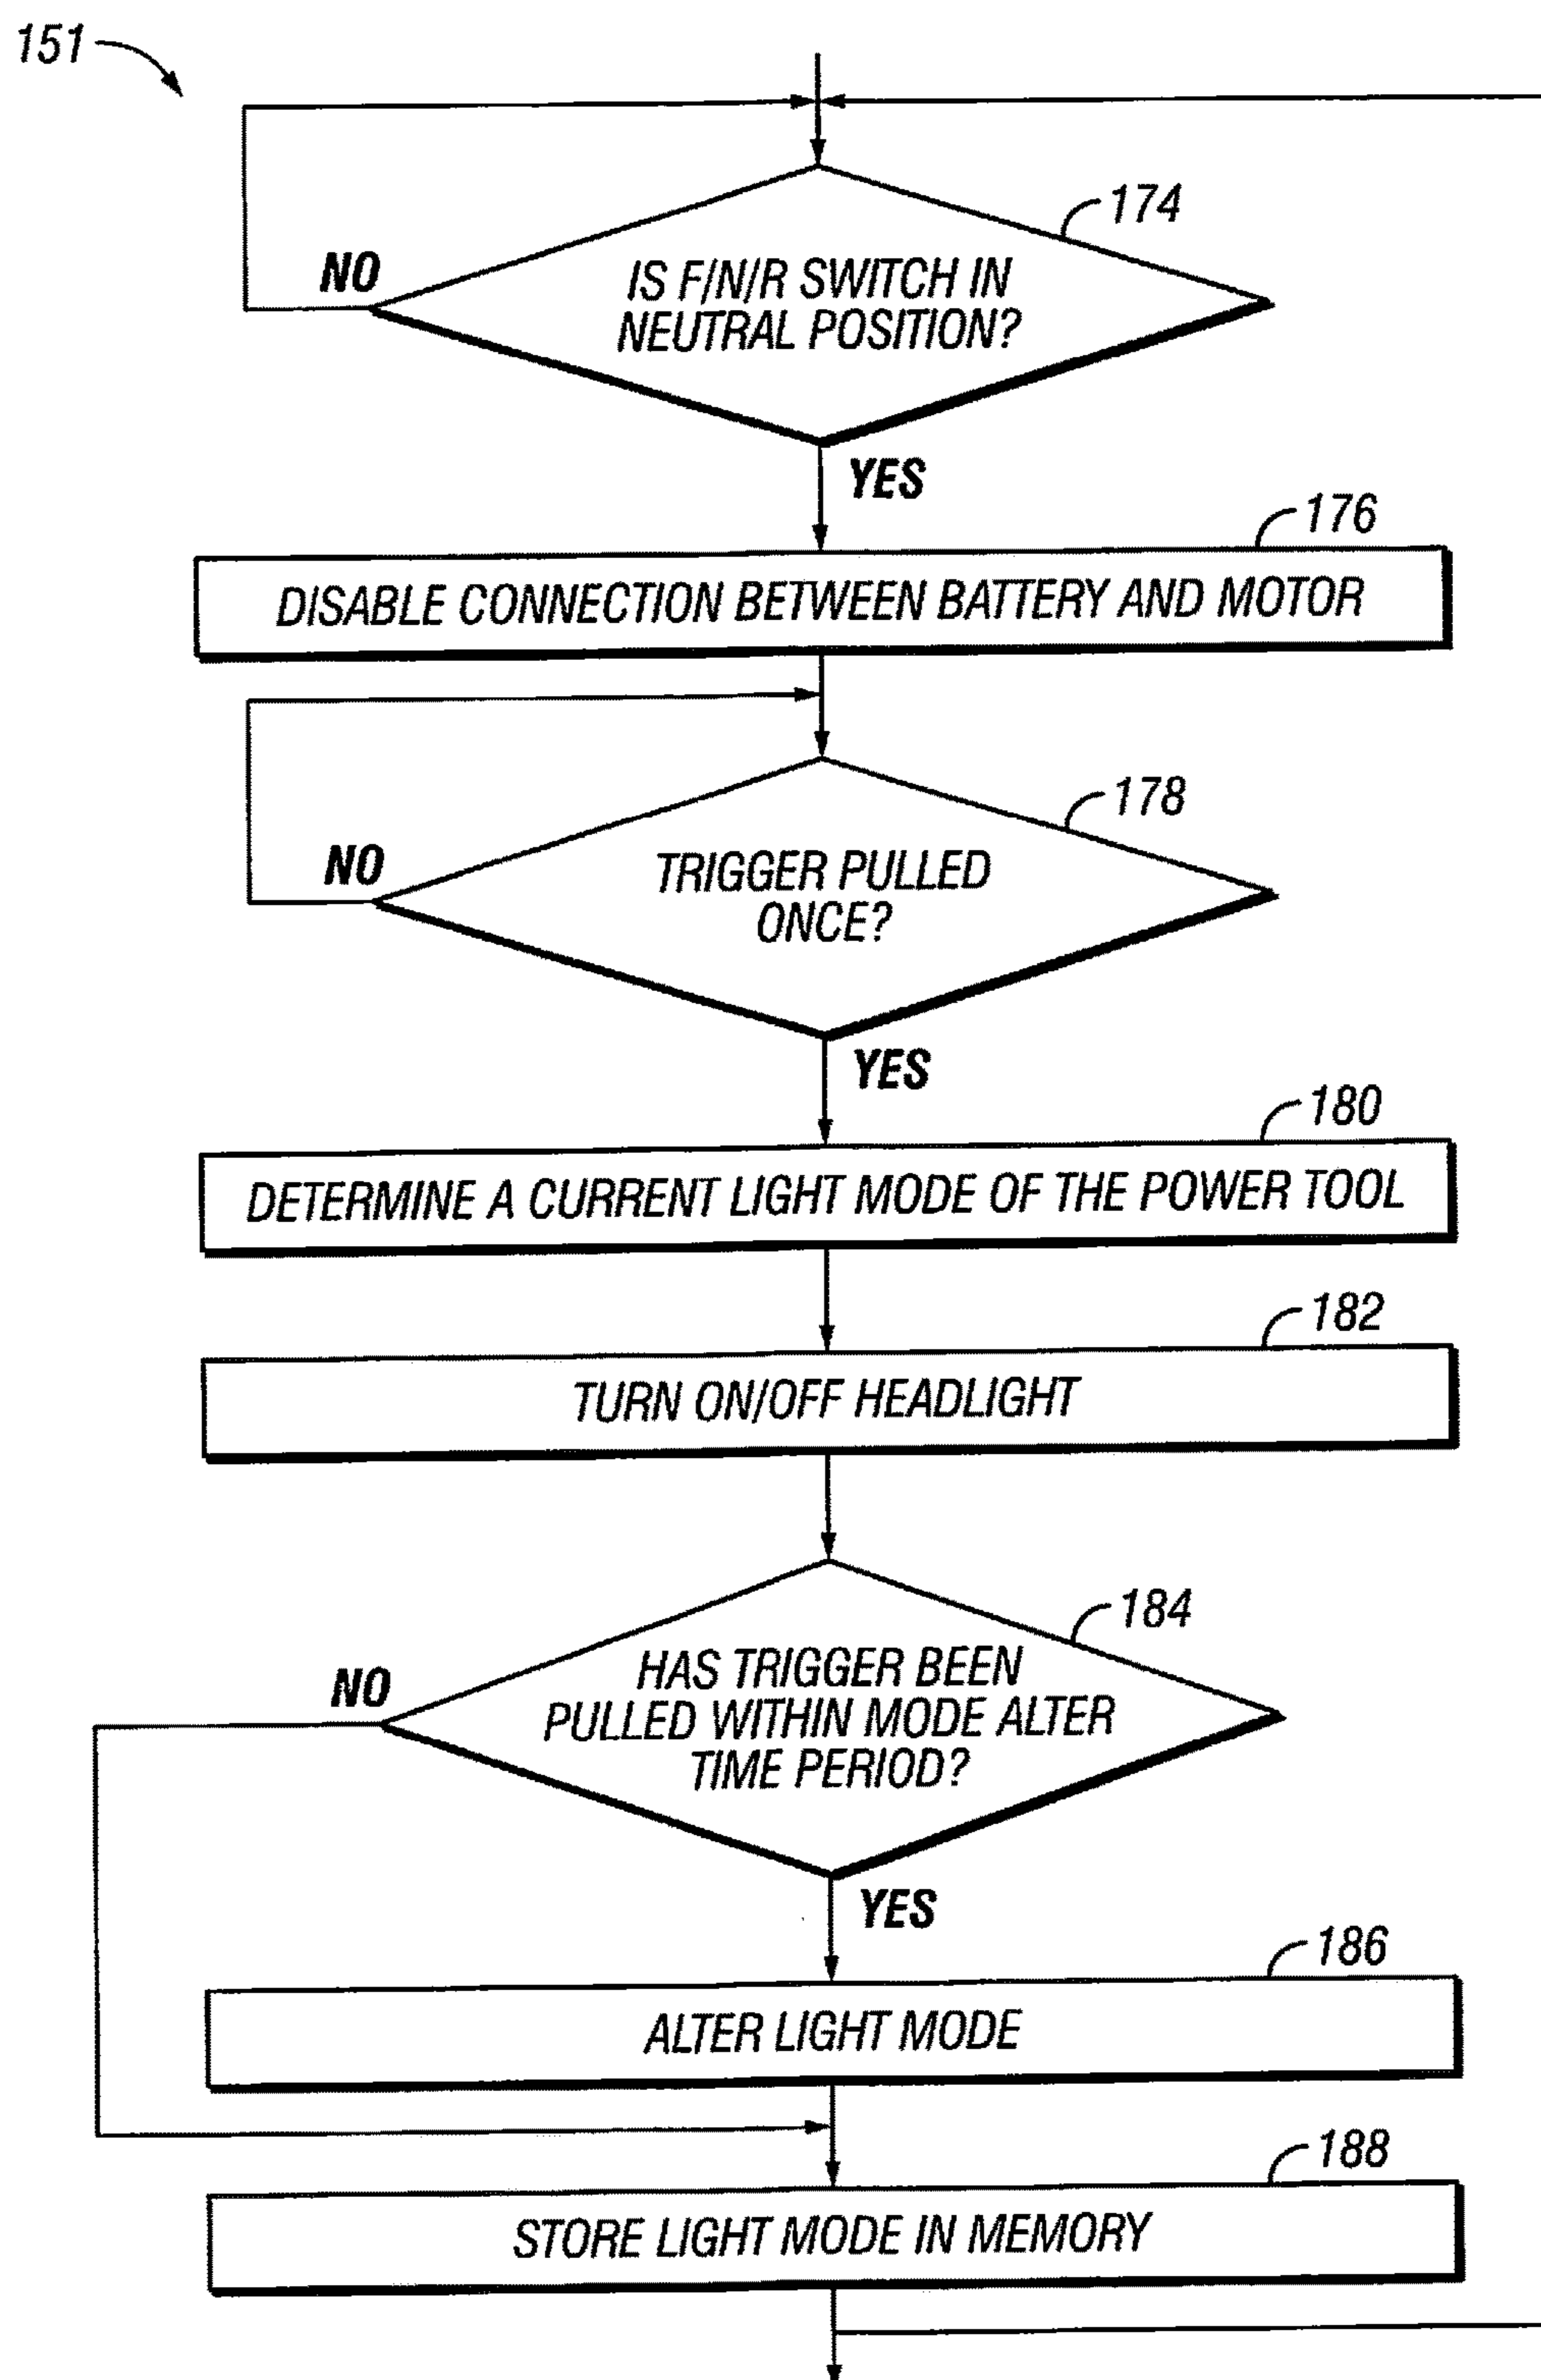 151
174
IS F/N/R SWITCH IN
NEUTRAL POSITION?
NO
YES
176
DISABLE CONNECTION BETWEEN BATTERY AND MOTOR
178
TRIGGER PULLED
ONCE?
NO
YES
180
DETERMINE A CURRENT LIGHT MODE OF THE POWER TOOL
182
TURN ON/OFF HEADLIGHT
184
HAS TRIGGER BEEN
PULLED WITHIN MODE ALTER
TIME PERIOD?
NO
YES
186
ALTER LIGHT MODE
188
STORE LIGHT MODE IN MEMORY